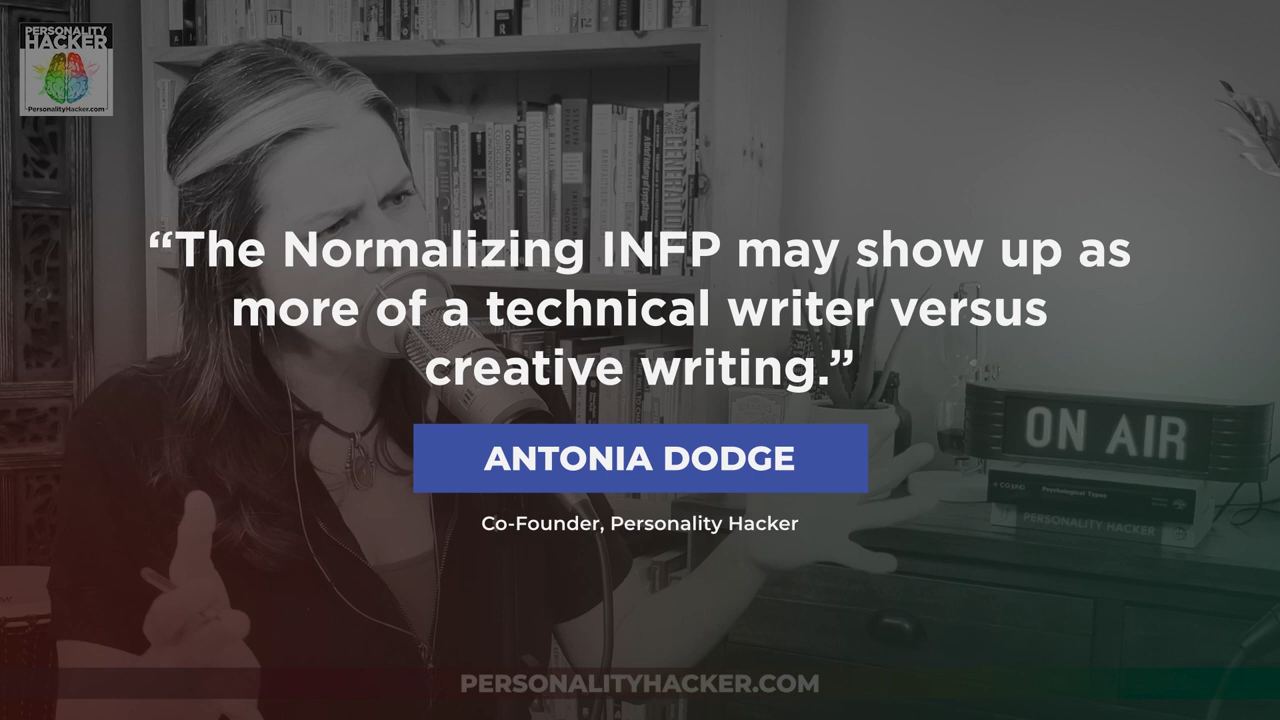 PERSONALITY
HACKER
PersonalityHacker.com
“The Normalizing INFP may show up as
more of a technical writer versus
creative writing.”
ANTONIA DODGE
Co-Founder, Personality Hacker
ON AIR
Psychological Types
PERSONALITY HACKER
PERSONALITYHACKER.COM